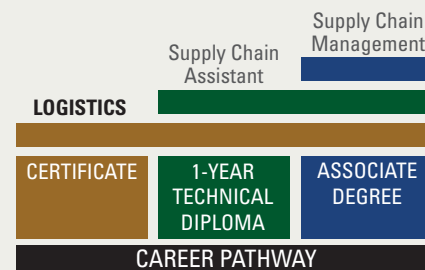 Supply Chain
Management
Supply Chain
Assistant
LOGISTICS
CERTIFICATE
1-YEAR
TECHNICAL
DIPLOMA
ASSOCIATE
DEGREE
CAREER PATHWAY